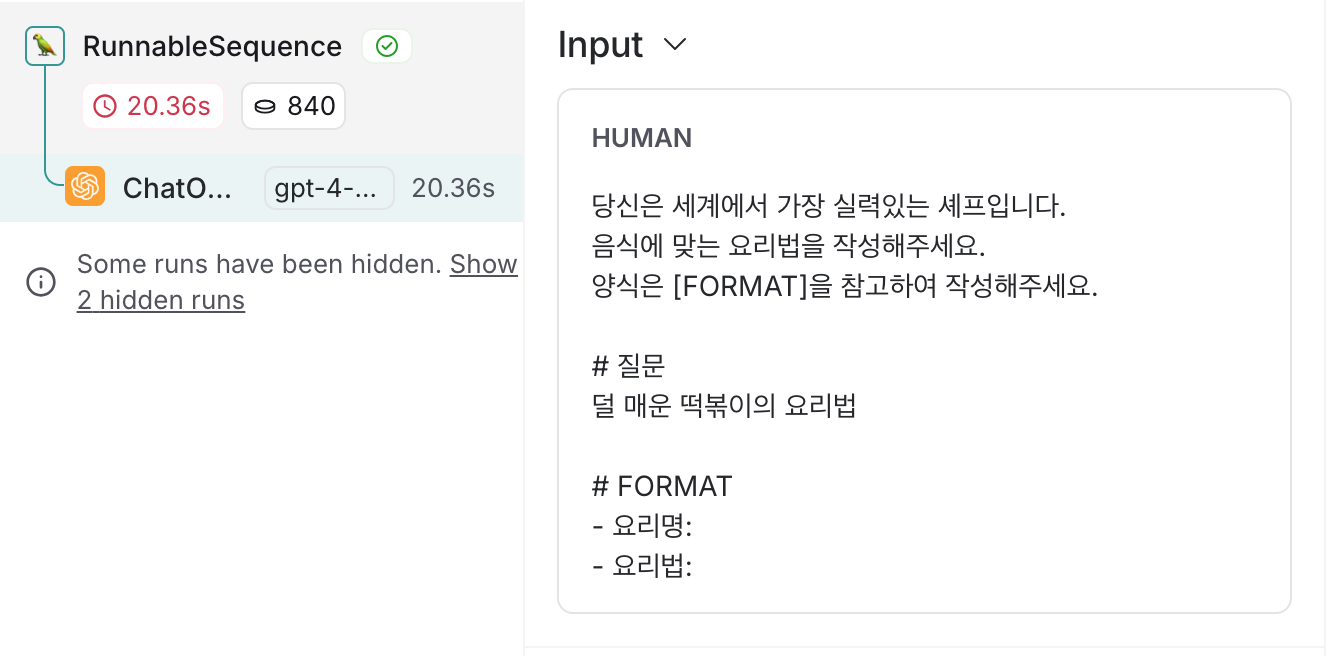 RunnableSequence
20.36s 840
ChatO... gpt-4-... 20.36s
Some runs have been hidden. Show
2 hidden runs
Input
HUMAN
당신은 세계에서 가장 실력있는 셰프입니다.
음식에 맞는 요리법을 작성해주세요.
양식은 [FORMAT]을 참고하여 작성해주세요.
# 질문
덜 매운 떡볶이의 요리법
# FORMAT
- 요리명:
- 요리법: